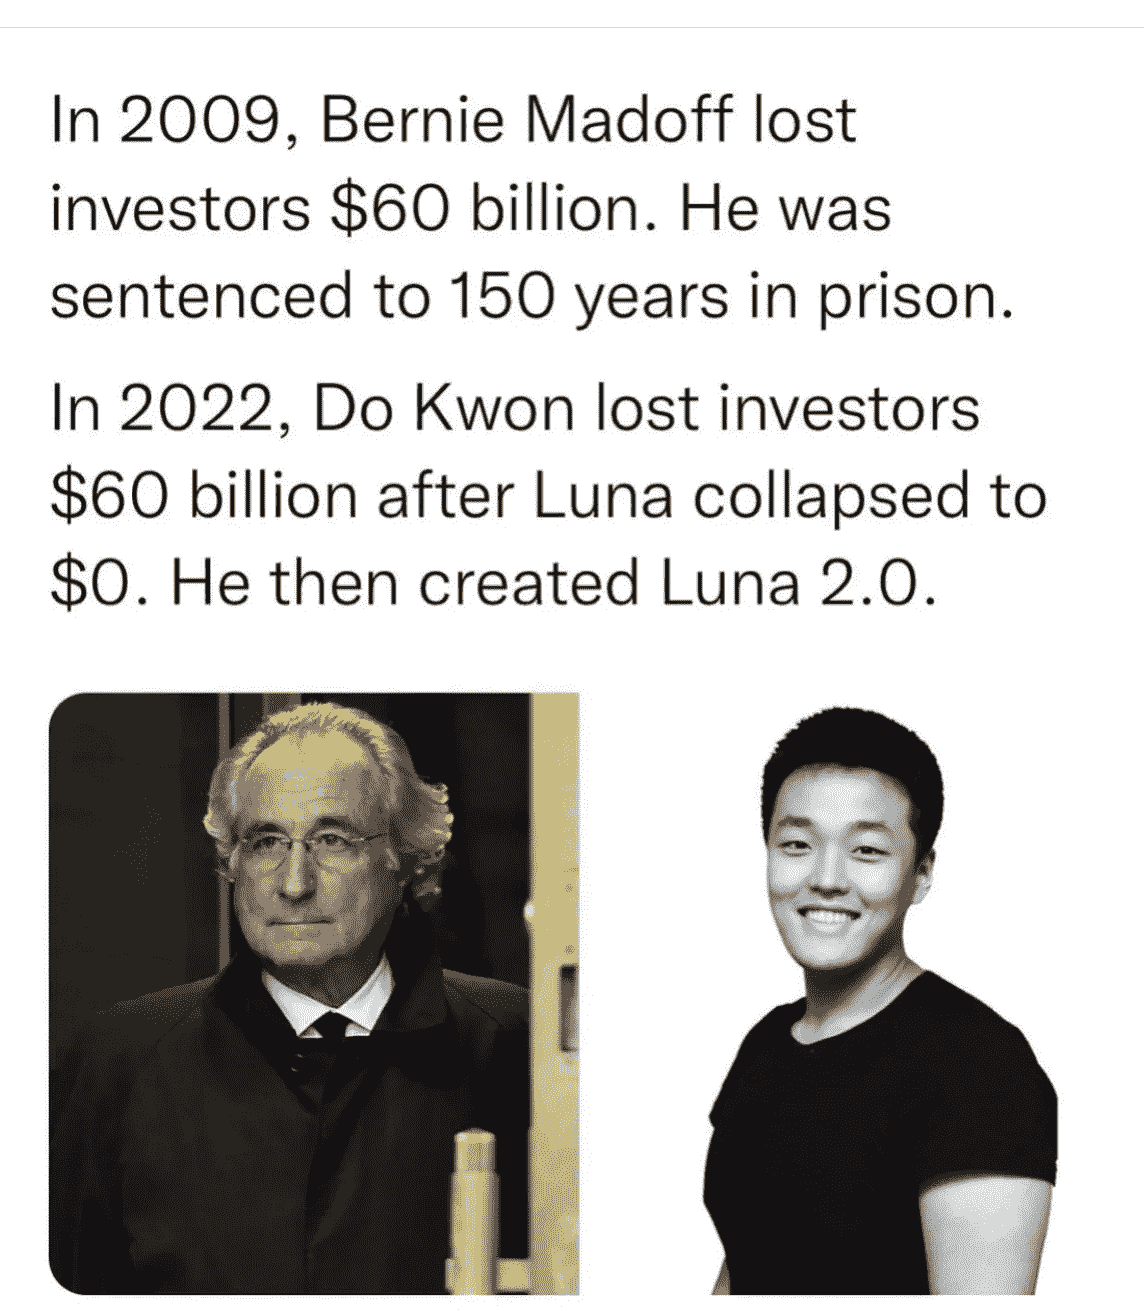 In 2009, Bernie Madoff lost
investors $60 billion. He was
sentenced to 150 years in prison.
In 2022, Do Kwon lost investors
$60 billion after Luna collapsed to
$0. He then created Luna 2.0.